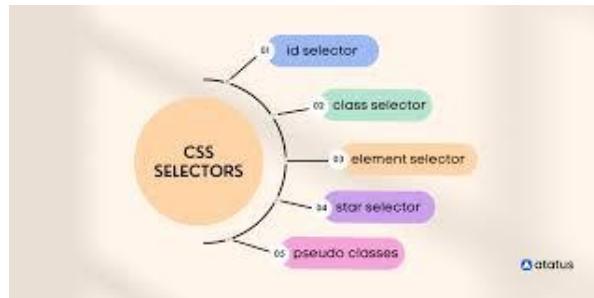 CSS
SELECTORS
01 id selector
02 class selector
03 element selector
04 star selector
05 pseudo classes
atatus